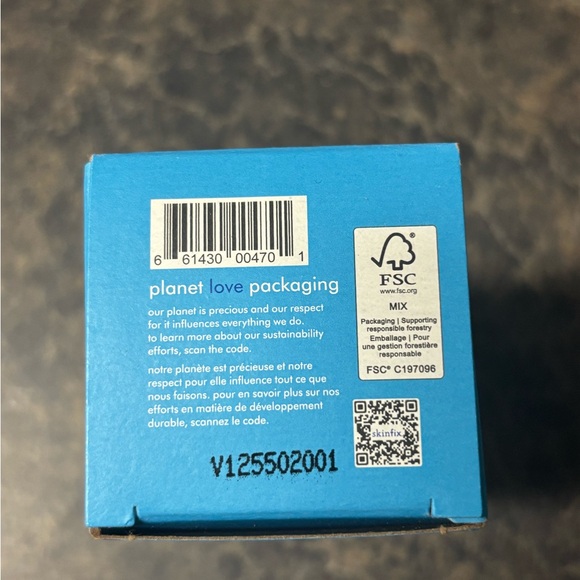 6 61430 00470 1
planet love packaging
our planet is precious and our respect
for it influences everything we do.
to learn more about our sustainability
efforts, scan the code.
notre planète est précieuse et notre
respect pour elle influence tout ce que
nous faisons. pour en savoir plus sur nos
efforts en matière de développement
durable, scannez le code.
V125502001
®
FSC
www.fsc.org
MIX
Packaging | Supporting
responsible forestry
Emballage | Pour
une gestion forestière
responsable
FSC® C197096
skinfix